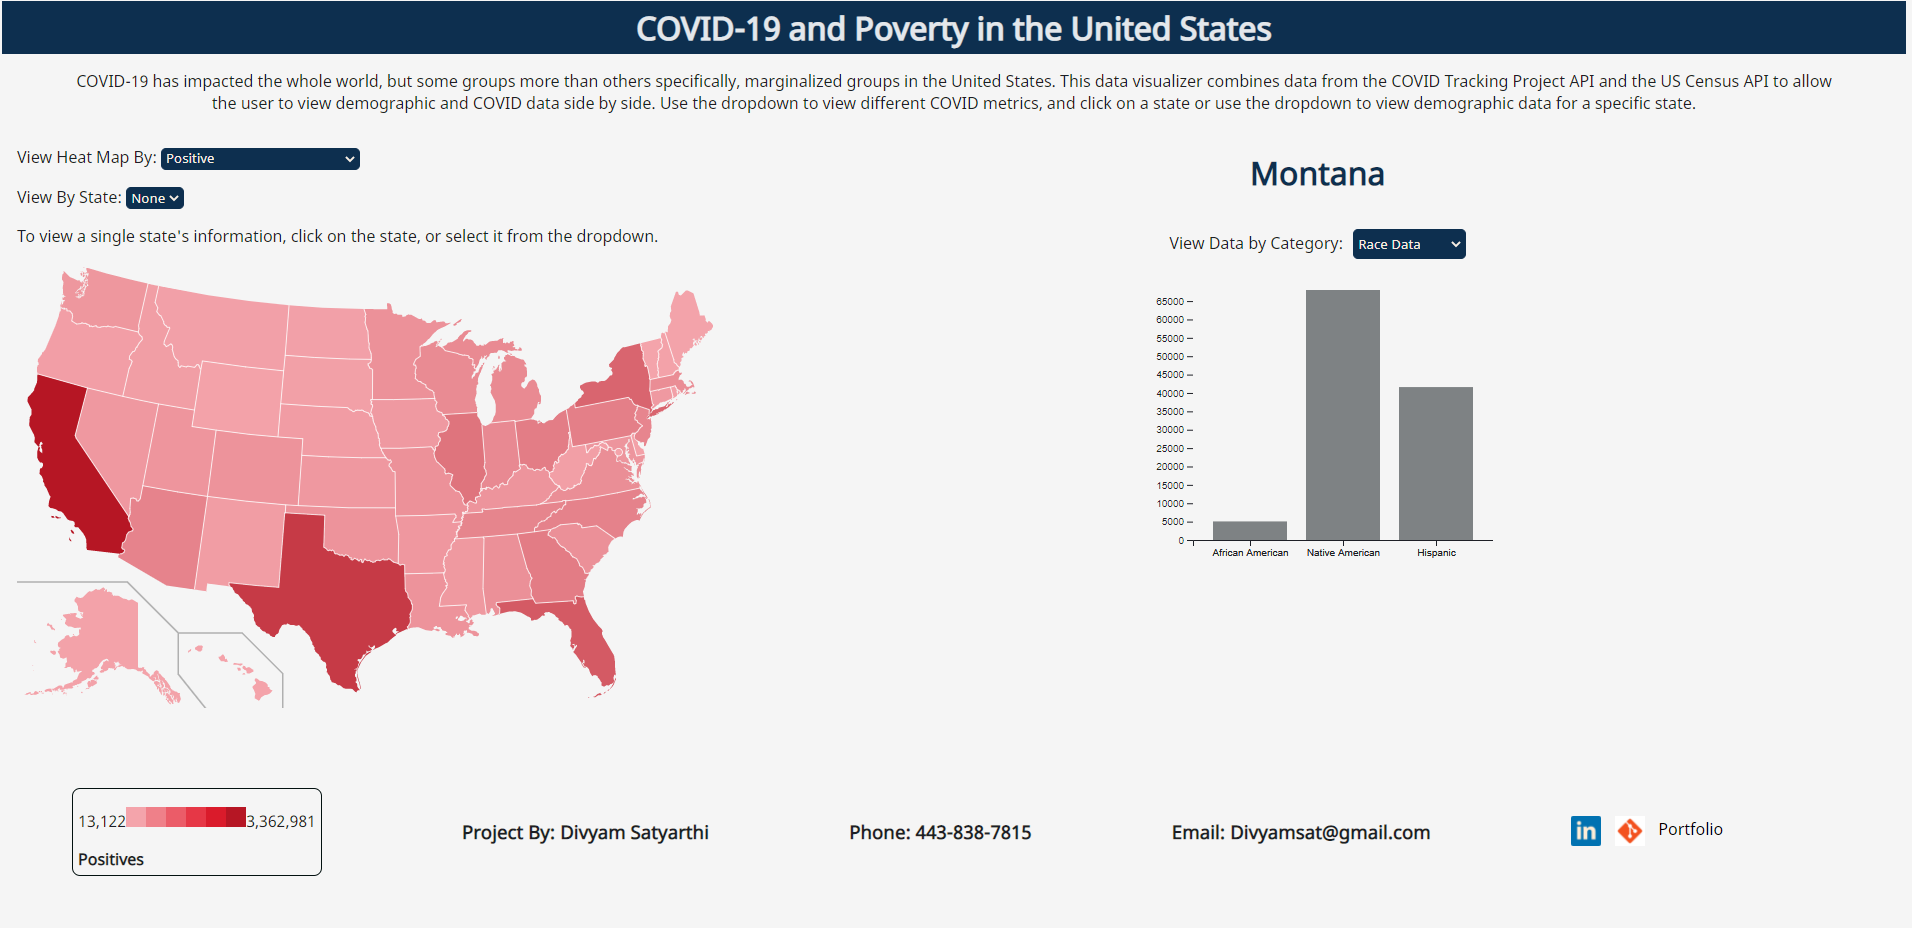 COVID-19 and Poverty in the United States
COVID-19 has impacted the whole world, but some groups more than others specifically, marginalized groups in the United States. This data visualizer combines data from the COVID Tracking Project API and the US Census API to allow
the user to view demographic and COVID data side by side. Use the dropdown to view different COVID metrics, and click on a state or use the dropdown to view demographic data for a specific state.
View Heat Map By: Positive
View By State: None
To view a single state's information, click on the state, or select it from the dropdown.
Montana
View Data by Category: Race Data
65000
60000
55000
50000
45000
40000
35000
30000
25000
20000
15000
10000
5000
0
African American Native American Hispanic
13,122 3,362,981
Positives
Project By: Divyam Satyarthi
Phone: 443-838-7815
Email: Divyamsat@gmail.com
in
Portfolio